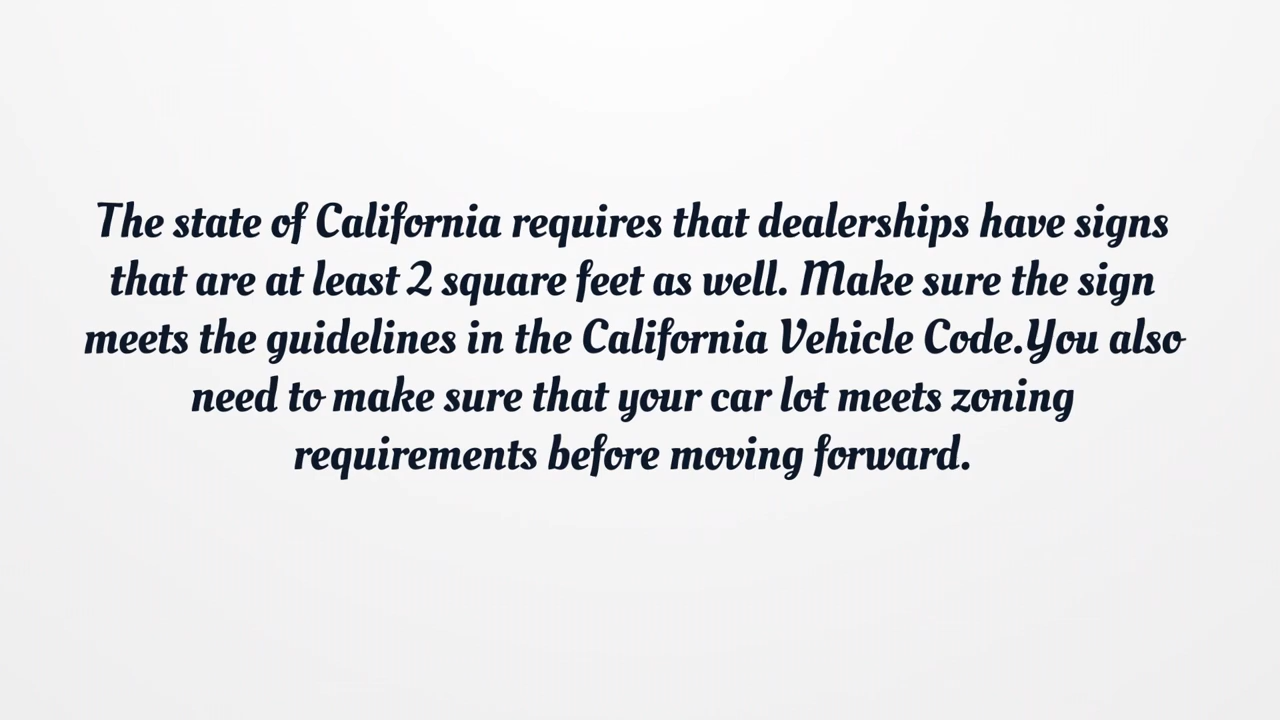 The state of California requires that dealerships have signs
that are at least 2 square feet as well. Make sure the sign
meets the guidelines in the California Vehicle Code.You also
need to make sure that your car lot meets zoning
requirements before moving forward.